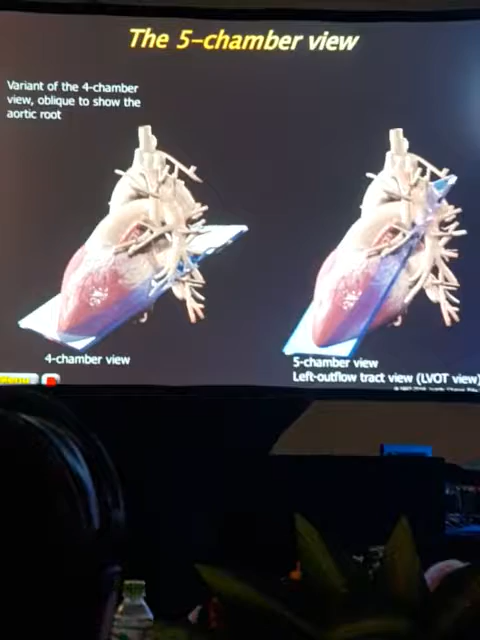 The 5-chamber view
Variant of the 4-chamber
view, oblique to show the
aortic root
4-chamber view
5-chamber view
Left-outflow tract view (LVOT view)